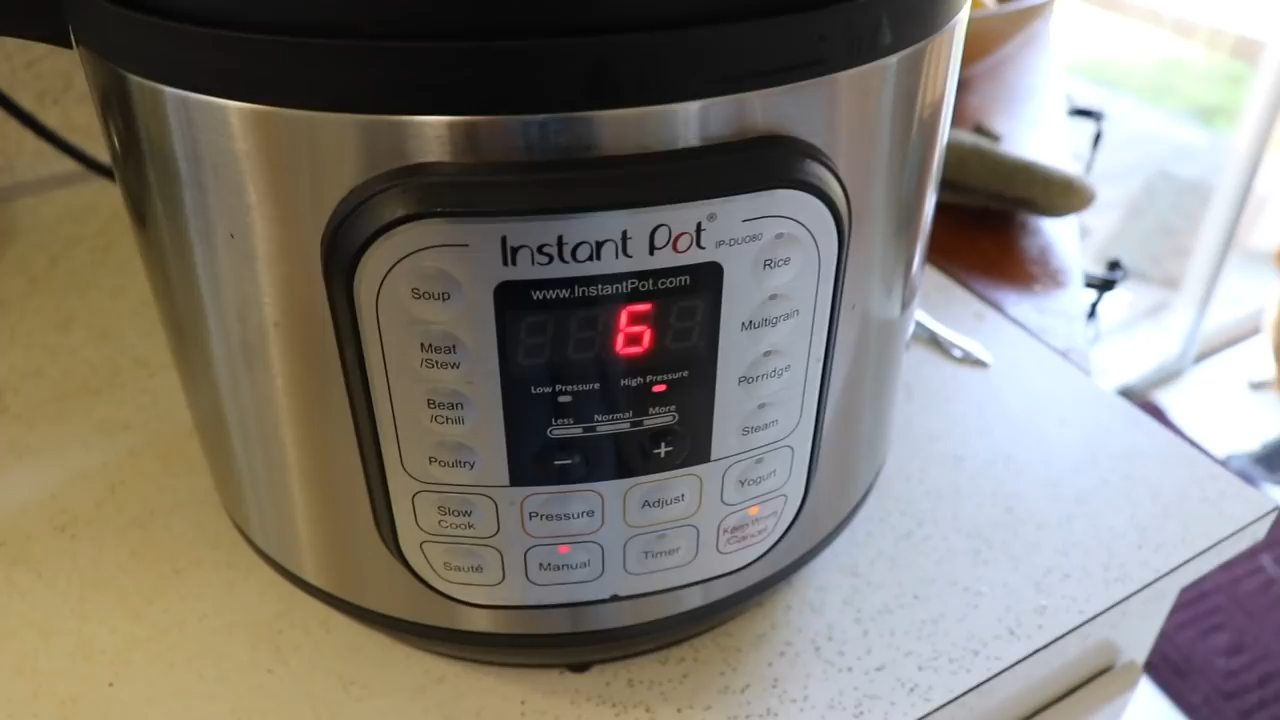 Instant Pot®
IP-DUO80
www.InstantPot.com
6
Low Pressure
High Pressure
Less
Normal
More
−
+
Soup
Meat
/Stew
Bean
/Chili
Poultry
Rice
Multigrain
Porridge
Steam
Slow
Cook
Pressure
Adjust
Yogurt
Sauté
Manual
Timer
Keep Warm
/Cancel